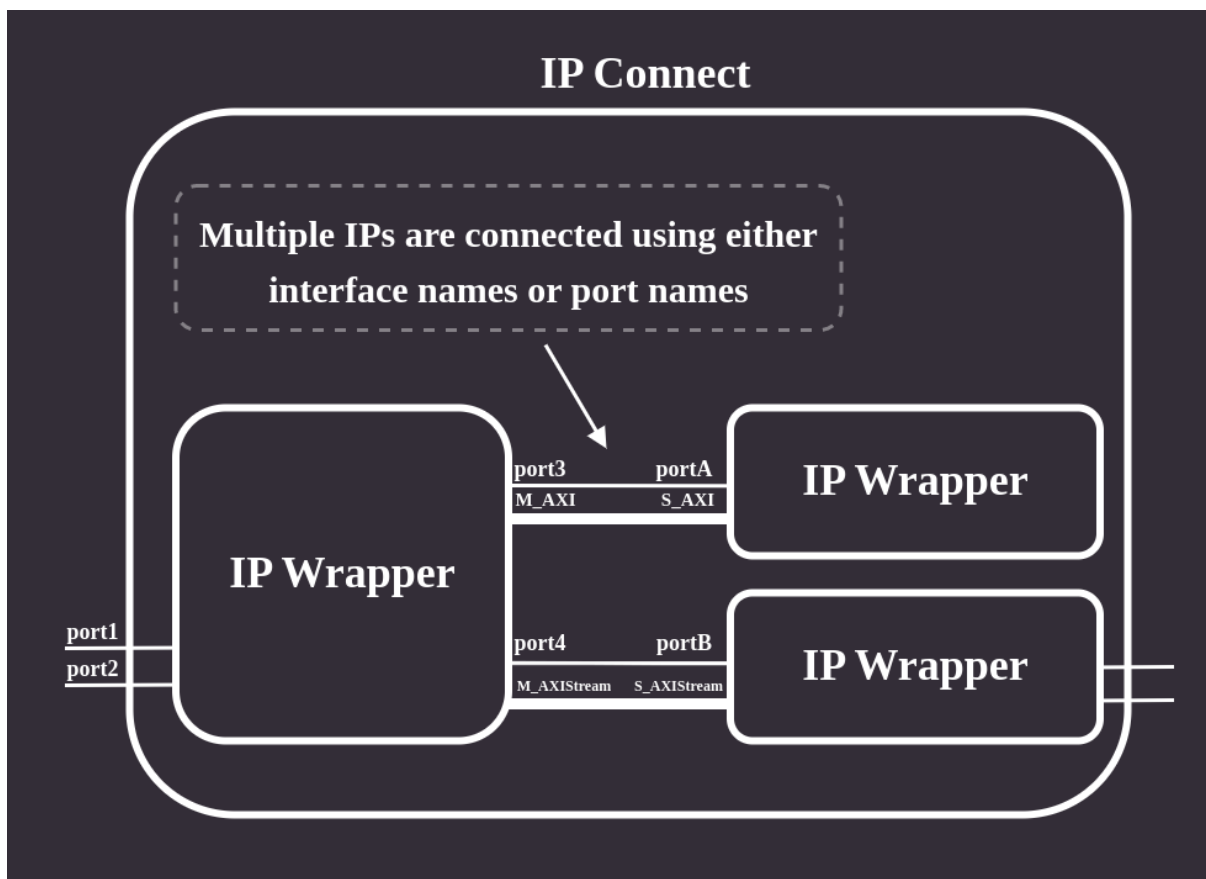 IP Connect
Multiple IPs are connected using either
interface names or port names
port3 portA
M_AXI S_AXI
IP Wrapper
IP Wrapper
port1
port2
port4 portB
M_AXIStream S_AXIStream
IP Wrapper